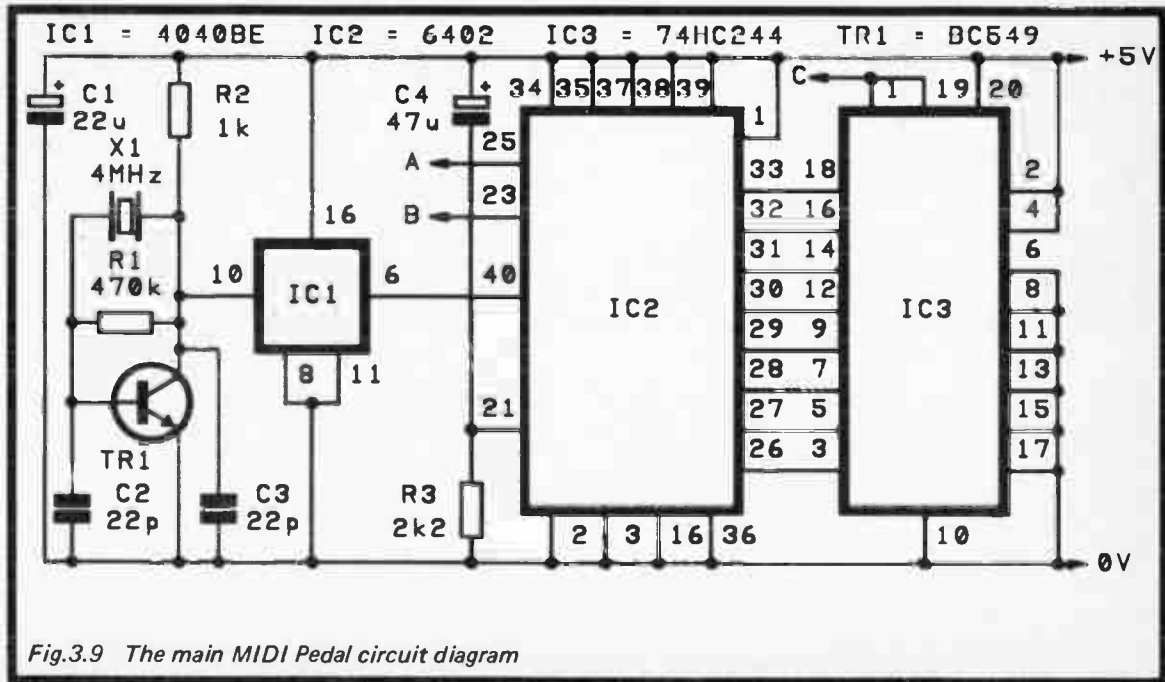 IC1 = 4040BE IC2 = 6402 IC3 = 74HC244 TR1 = BC549
+5V
C1
+
22u
R2
1k
C4
+
47u
34 35 37 38 39
C
1 19 20
1
X1
4MHz
25
A
33 18
2
23
B
32 16
4
16
31 14
6
R1
470k
10
IC1
6
40
IC2
30 12
IC3
8
29 9
11
8 11
28 7
13
21
27 5
15
26 3
17
TR1
C2
22p
C3
22p
R3
2k2
2 3 16 36
10
0V
Fig.3.9 The main MIDI Pedal circuit diagram